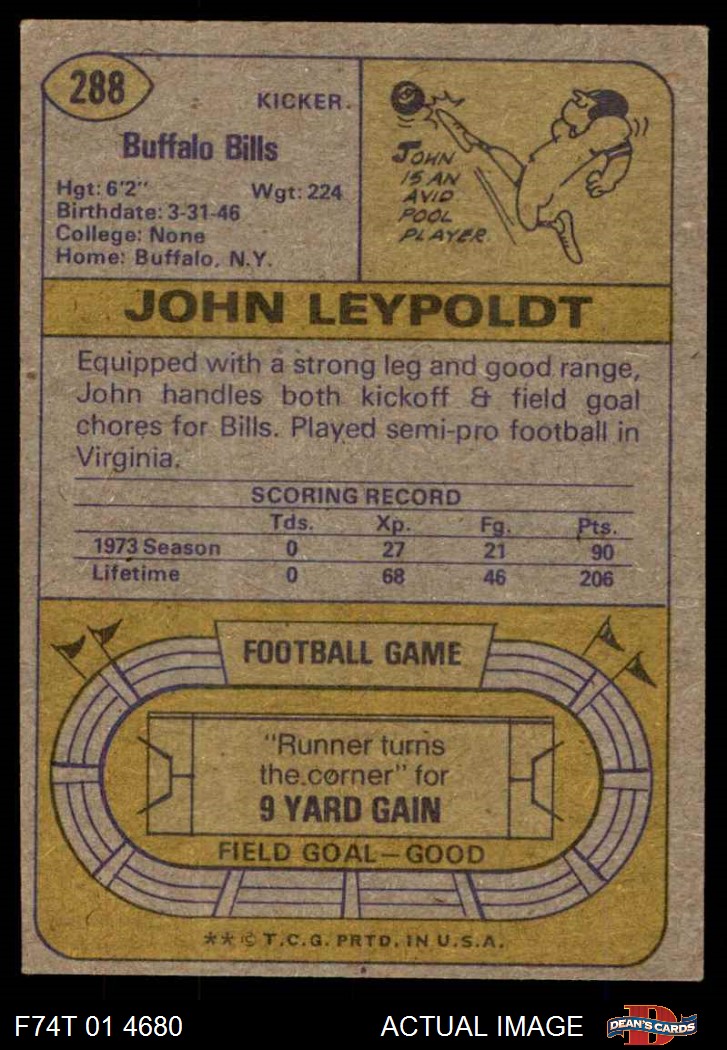 288
KICKER.
Buffalo Bills
Hgt: 6'2" Wgt: 224
Birthdate: 3-31-46
College: None
Home: Buffalo, N.Y.
JOHN
IS AN
AVID
POOL
PLAYER.
JOHN LEYPOLDT
Equipped with a strong leg and good range,
John handles both kickoff & field goal
chores for Bills. Played semi-pro football in
Virginia.
SCORING RECORD
Tds. Xp. Fg. Pts.
1973 Season 0 27 21 90
Lifetime 0 68 46 206
FOOTBALL GAME
"Runner turns
the corner" for
9 YARD GAIN
FIELD GOAL—GOOD
** © T.C.G. PRTD. IN U.S.A.
F74T 01 4680 ACTUAL IMAGE
D
DEAN'S CARDS